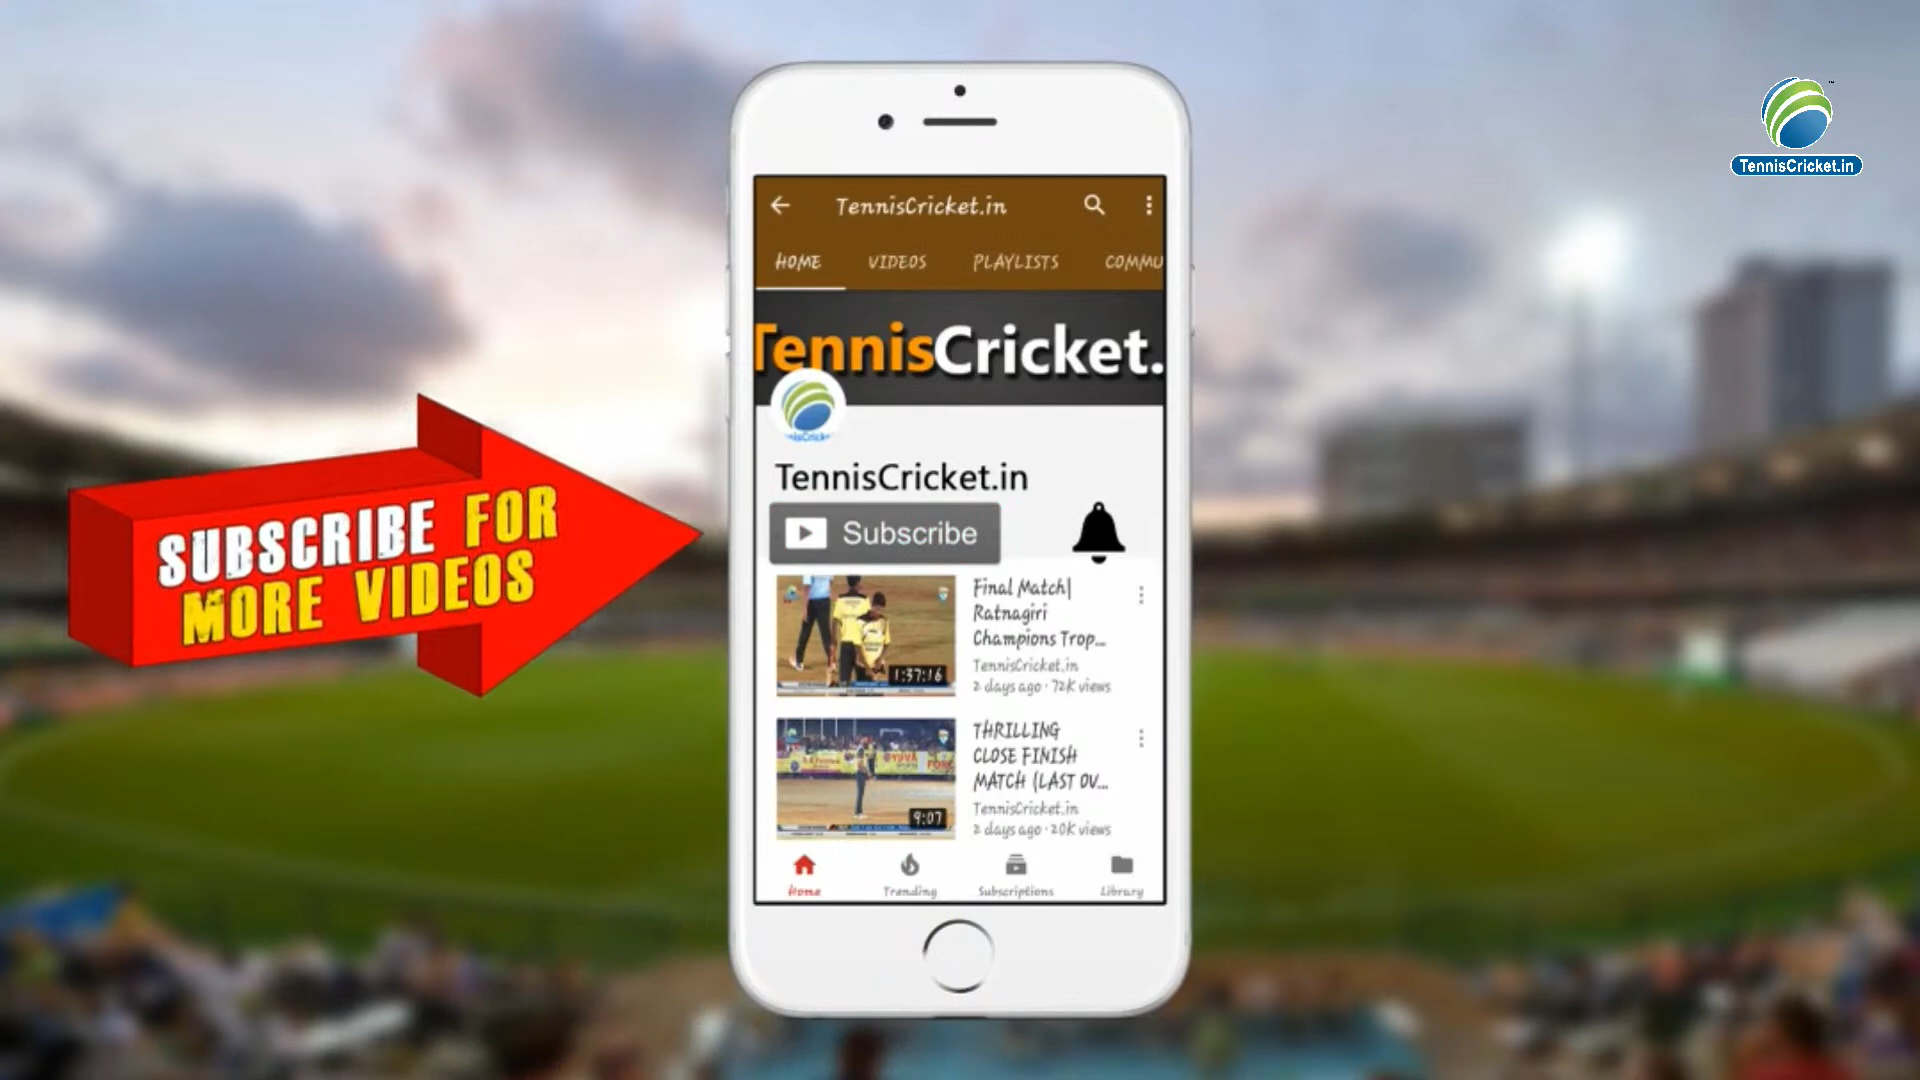 TennisCricket.in
TennisCricket.in
HOME VIDEOS PLAYLISTS COMMU
TennisCricket.
TennisCricket.in
Subscribe
SUBSCRIBE FOR
MORE VIDEOS
Final Match|
Ratnagiri
Champions Trop...
TennisCricket.in
2 days ago · 72K views
1:37:16
THRILLING
CLOSE FINISH
MATCH (LAST OV...
TennisCricket.in
2 days ago · 20K views
9:07
Home Trending Subscriptions Library